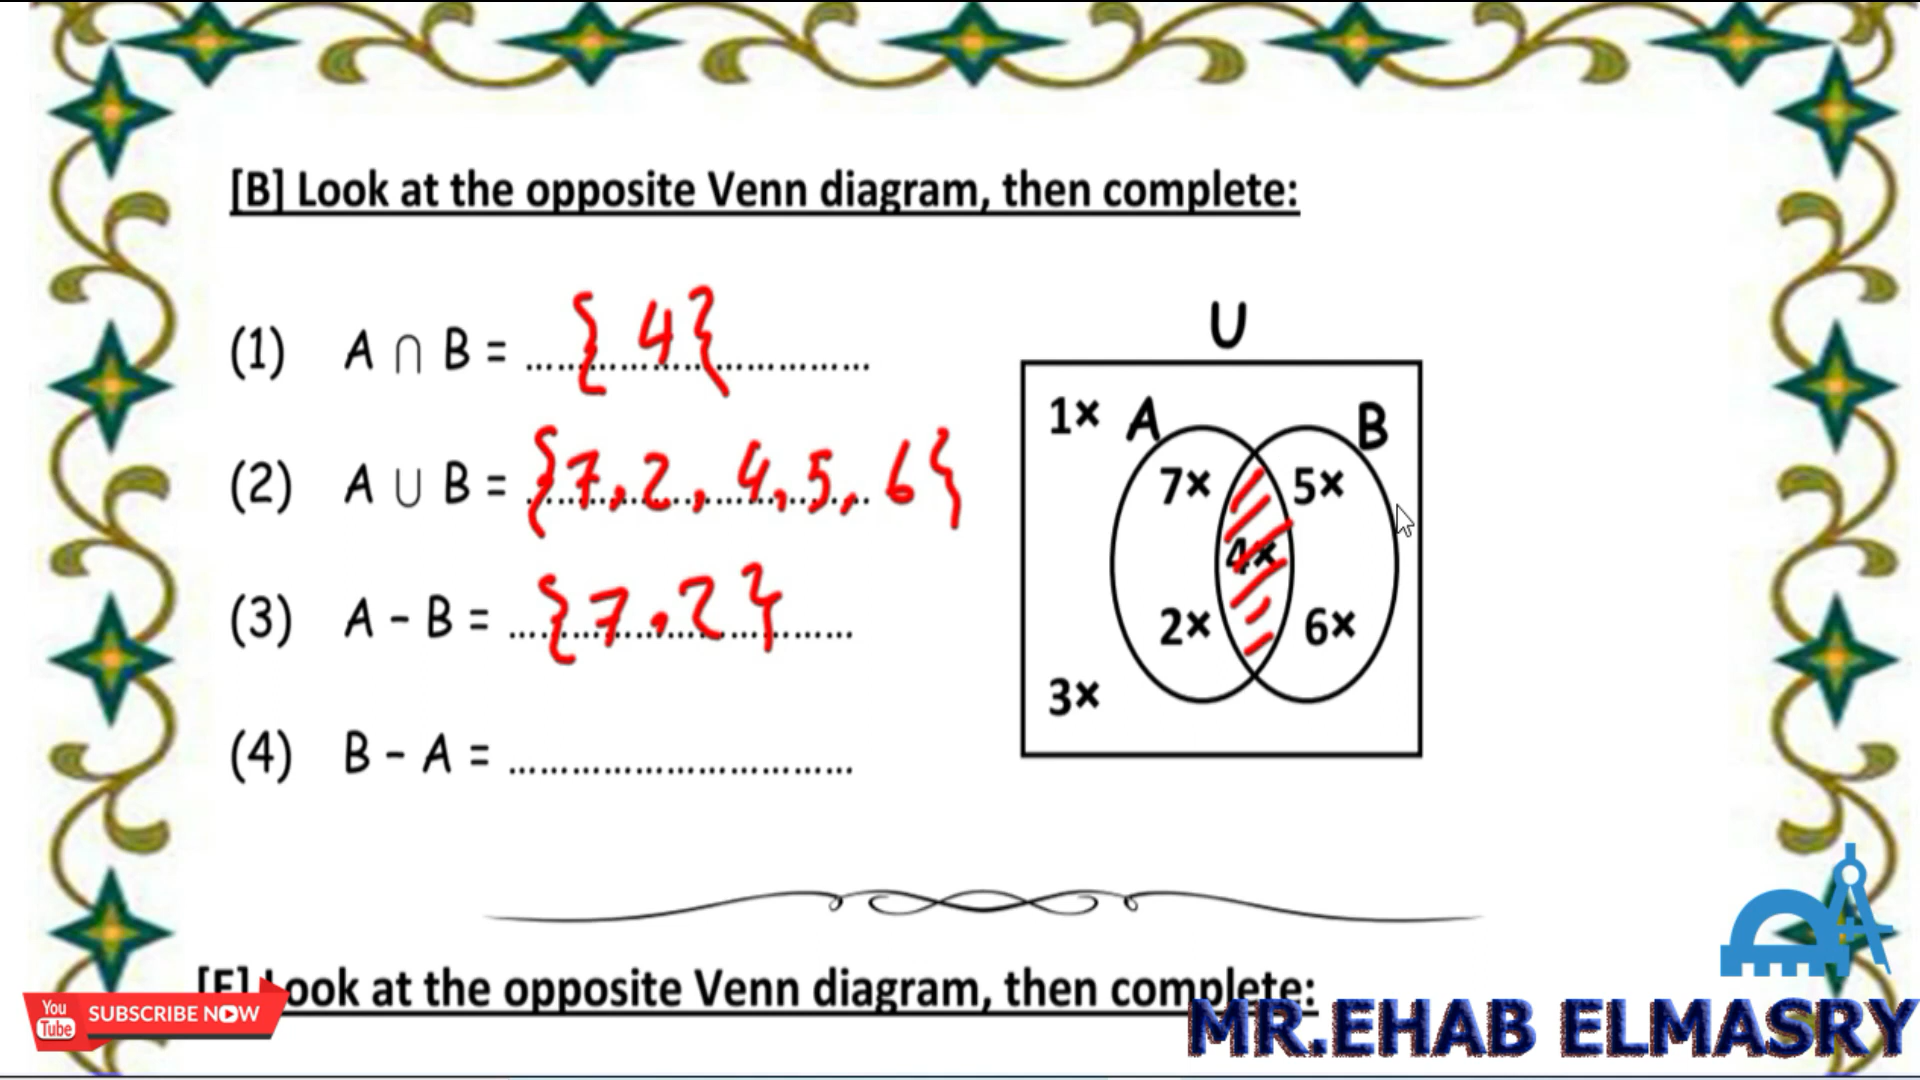 [B] Look at the opposite Venn diagram, then complete:
(1) A ∩ B = .......{ 4{..............
(2) A ∪ B = {7, 2, 4, 5, 6}
(3) A - B = ...{7, 2}.......
(4) B - A = .................................
U
1× A B
7× 5×
4×
2× 6×
3×
[E] Look at the opposite Venn diagram, then complete:
You Tube SUBSCRIBE NOW
MR.EHAB ELMASRY